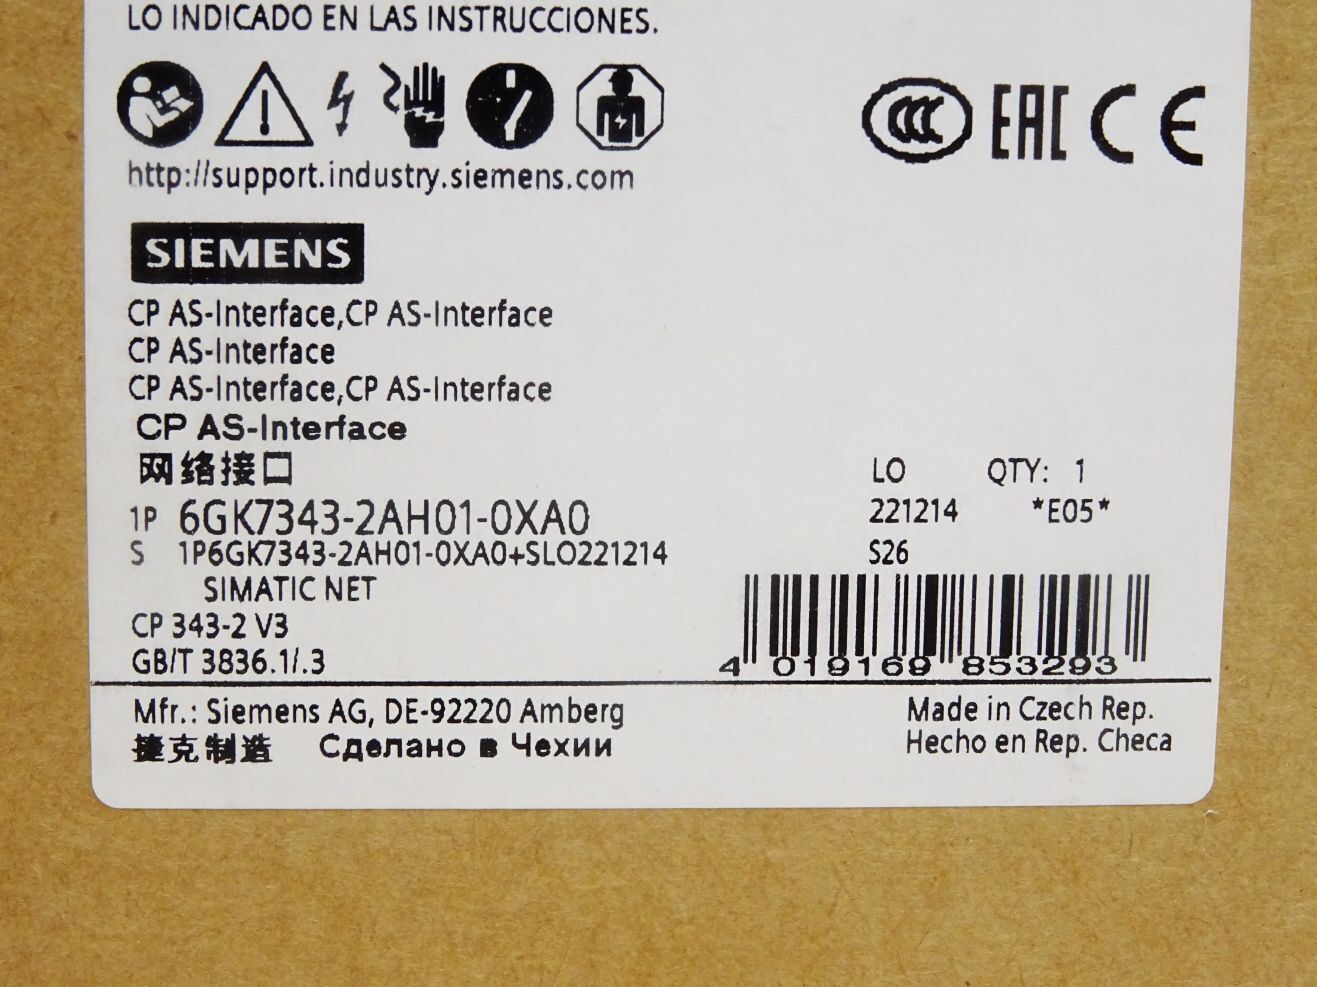 LO INDICADO EN LAS INSTRUCCIONES.
EAC CE
http://support.industry.siemens.com
SIEMENS
CP AS-Interface,CP AS-Interface
CP AS-Interface
CP AS-Interface,CP AS-Interface
CP AS-Interface
网络接口
LO QTY: 1
1P 6GK7343-2AH01-0XA0
221214 *E05*
S 1P6GK7343-2AH01-0XA0+SLO221214
S26
SIMATIC NET
CP 343-2 V3
GB/T 3836.1/.3
4 019169 853293
Mfr.: Siemens AG, DE-92220 Amberg
Made in Czech Rep.
捷克制造 Сделано в Чехии
Hecho en Rep. Checa